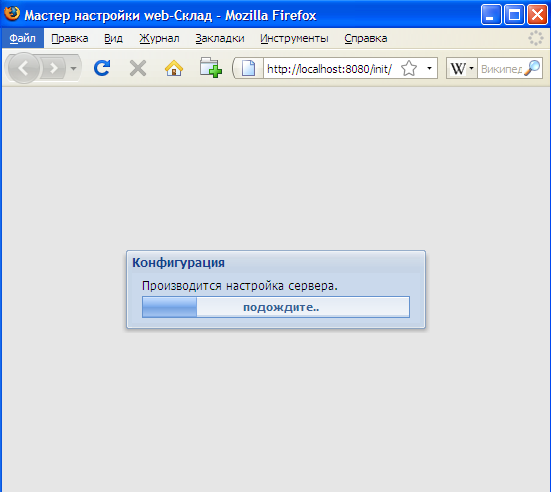 Мастер настройки web-Склад - Mozilla Firefox
Файл Правка Вид Журнал Закладки Инструменты Справка
http://localhost:8080/init/ W Википед
Конфигурация
Производится настройка сервера.
подождите..